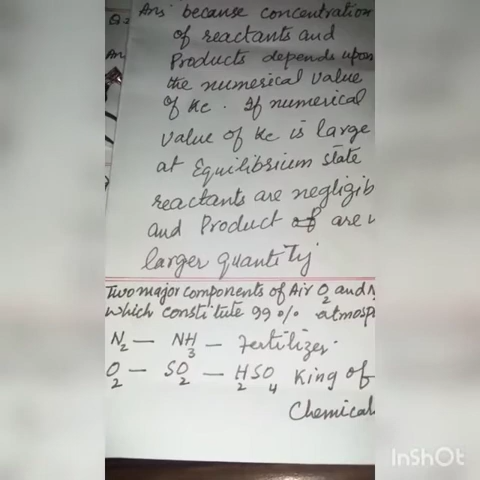 Q:
Ans because concentration
of reactants and
An
Products depends upon
the numerical value
of Kc. If numerical
value of Kc is large
at Equilibrium state
reactants are negligib
and Product of are
larger quantity
Two major components of Air O2 and N
which constitute 99% atmosp
N2 — NH3 — Fertilizer.
O2 — SO2 — H2SO4 King of
Chemical
InShOt